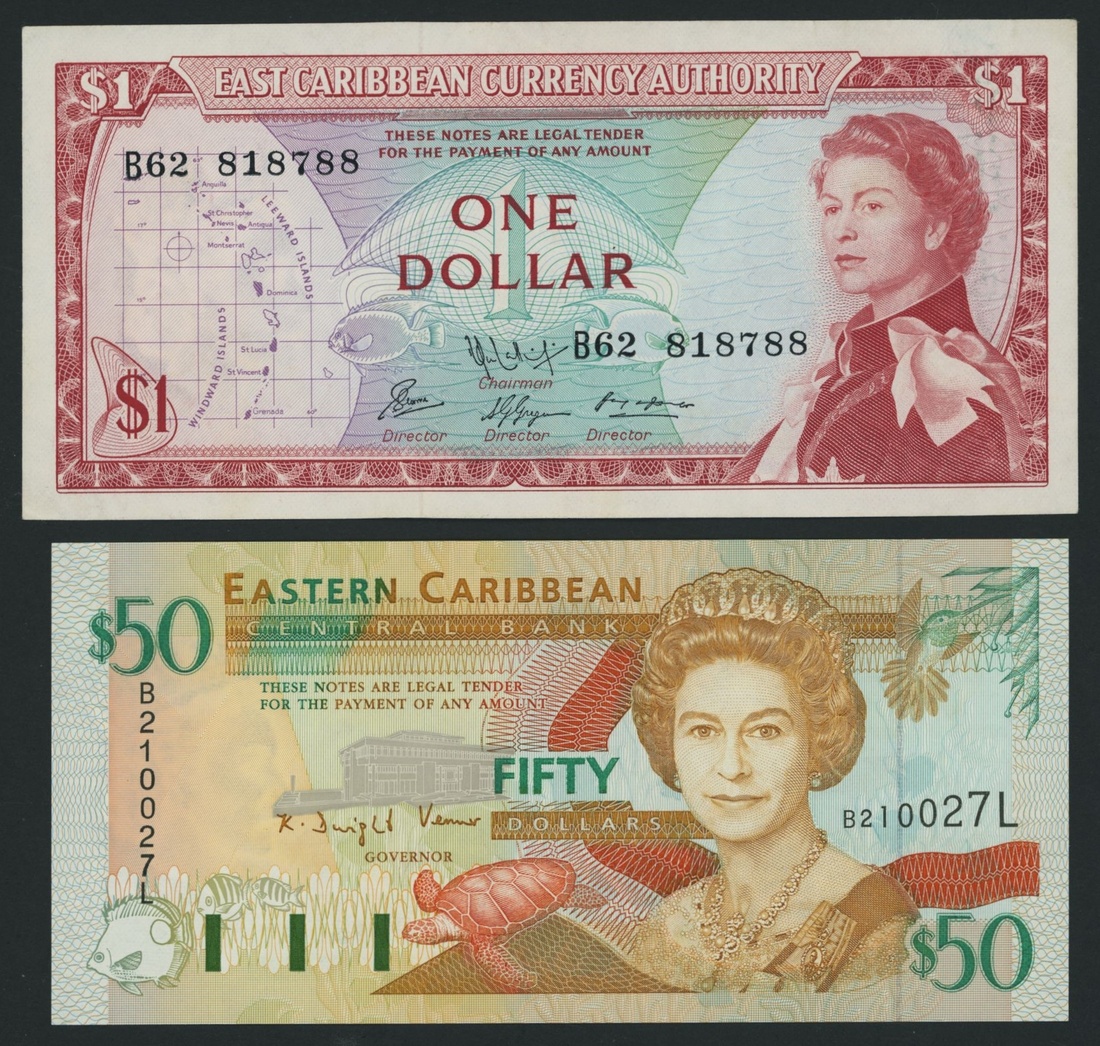 $1 EAST CARIBBEAN CURRENCY AUTHORITY $1
THESE NOTES ARE LEGAL TENDER
FOR THE PAYMENT OF ANY AMOUNT
B62 818788
Anguilla
St Christopher
Nevis
Antigua
Montserrat
LEEWARD ISLANDS
Dominica
St Lucia
St Vincent
Grenada
WINDWARD ISLANDS
1
ONE
DOLLAR
B62 818788
Chairman
Director Director Director
$1
EASTERN CARIBBEAN
CENTRAL BANK
$50
B210027L
THESE NOTES ARE LEGAL TENDER
FOR THE PAYMENT OF ANY AMOUNT
FIFTY
DOLLARS
K. Dwight Venner
GOVERNOR
B210027L
$50